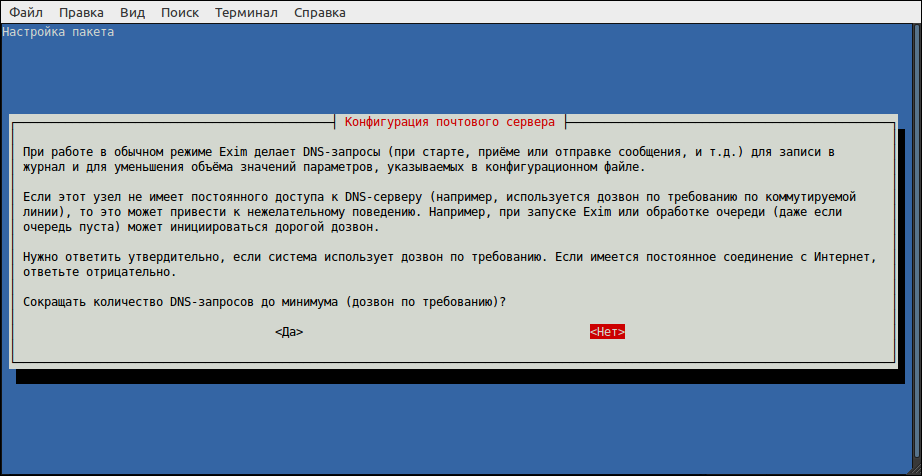 Файл Правка Вид Поиск Терминал Справка
Настройка пакета
Конфигурация почтового сервера
При работе в обычном режиме Exim делает DNS-запросы (при старте, приёме или отправке сообщения, и т.д.) для записи в
журнал и для уменьшения объёма значений параметров, указываемых в конфигурационном файле.
Если этот узел не имеет постоянного доступа к DNS-серверу (например, используется дозвон по требованию по коммутируемой
линии), то это может привести к нежелательному поведению. Например, при запуске Exim или обработке очереди (даже если
очередь пуста) может инициироваться дорогой дозвон.
Нужно ответить утвердительно, если система использует дозвон по требованию. Если имеется постоянное соединение с Интернет,
ответьте отрицательно.
Сокращать количество DNS-запросов до минимума (дозвон по требованию)?
<Да> <Нет>